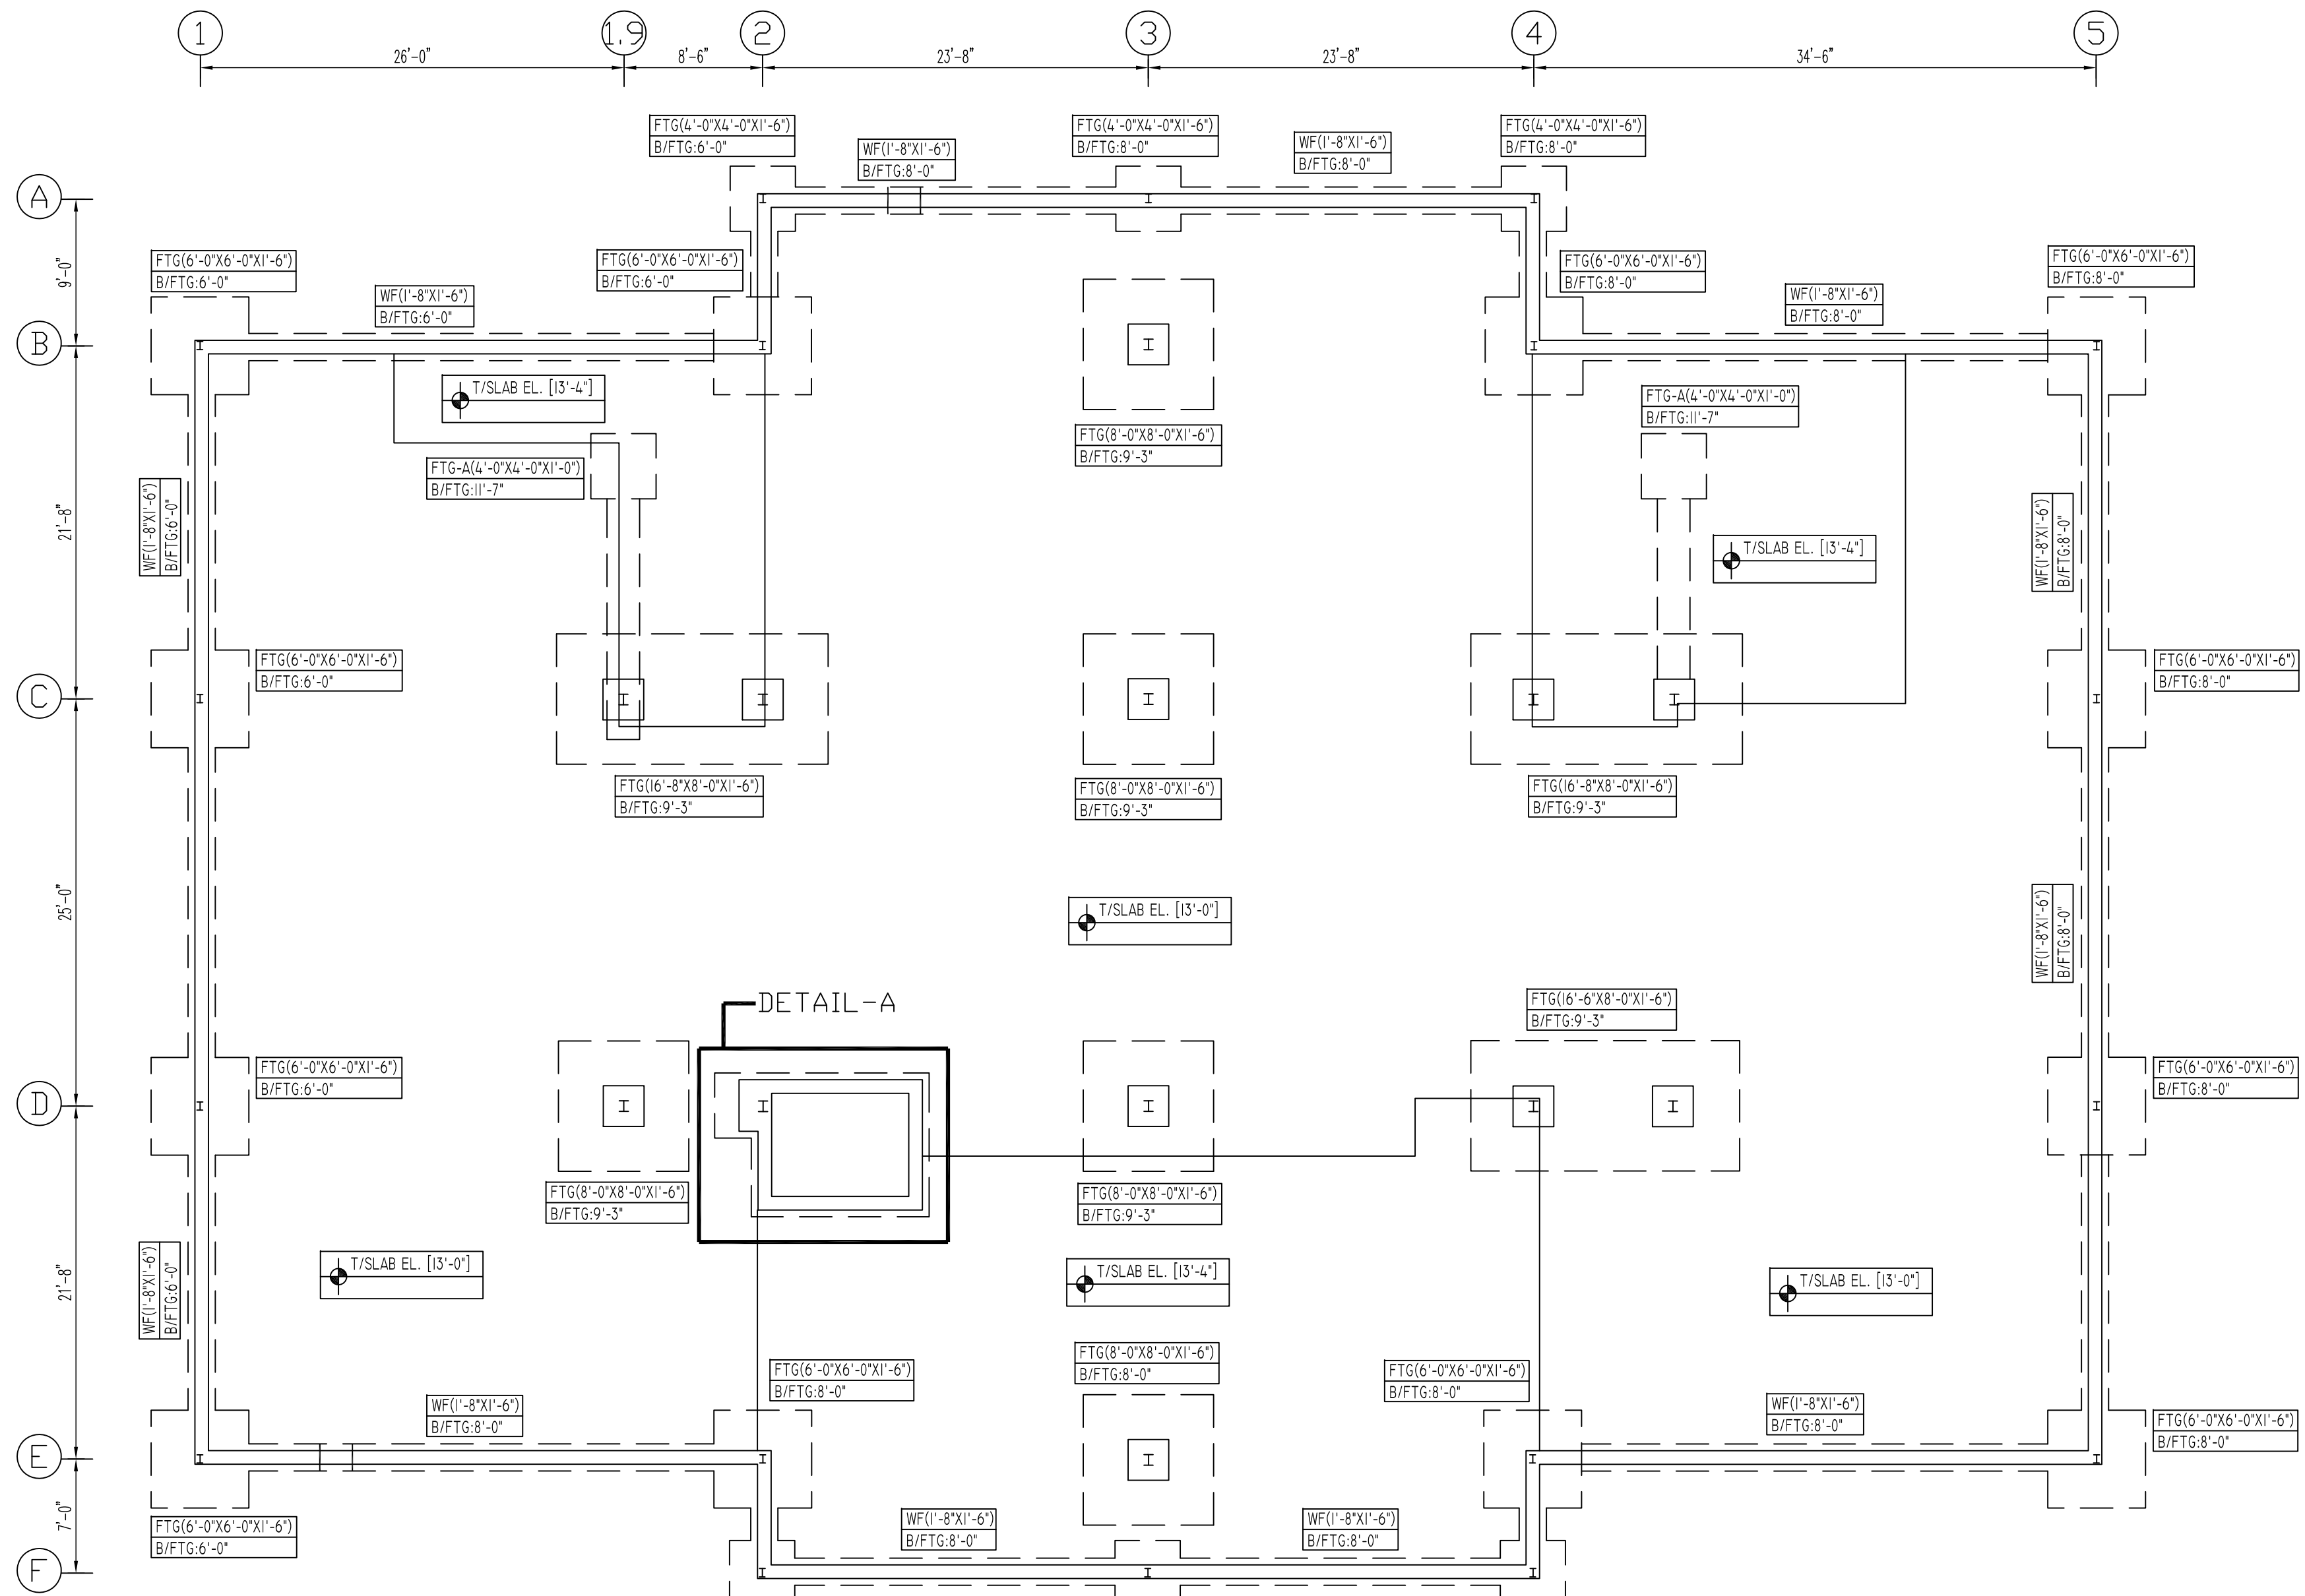 1
1.9
2
3
4
5
26'-0"
8'-6"
23'-8"
23'-8"
34'-6"
FTG(4'-0"X4'-0"X1'-6")
B/FTG:6'-0"
WF(1'-8"X1'-6")
B/FTG:8'-0"
FTG(4'-0"X4'-0"X1'-6")
B/FTG:8'-0"
WF(1'-8"X1'-6")
B/FTG:8'-0"
FTG(4'-0"X4'-0"X1'-6")
B/FTG:8'-0"
A
9'-0"
FTG(6'-0"X6'-0"X1'-6")
B/FTG:6'-0"
WF(1'-8"X1'-6")
B/FTG:6'-0"
FTG(6'-0"X6'-0"X1'-6")
B/FTG:6'-0"
FTG(6'-0"X6'-0"X1'-6")
B/FTG:8'-0"
WF(1'-8"X1'-6")
B/FTG:8'-0"
FTG(6'-0"X6'-0"X1'-6")
B/FTG:8'-0"
B
T/SLAB EL. [13'-4"]
FTG-A(4'-0"X4'-0"X1'-0")
B/FTG:11'-7"
FTG(8'-0"X8'-0"X1'-6")
B/FTG:9'-3"
FTG-A(4'-0"X4'-0"X1'-0")
B/FTG:11'-7"
21'-8"
WF(1'-8"X1'-6")
B/FTG:6'-0"
T/SLAB EL. [13'-4"]
WF(1'-8"X1'-6")
B/FTG:8'-0"
C
FTG(6'-0"X6'-0"X1'-6")
B/FTG:6'-0"
FTG(6'-0"X6'-0"X1'-6")
B/FTG:8'-0"
FTG(16'-8"X8'-0"X1'-6")
B/FTG:9'-3"
FTG(8'-0"X8'-0"X1'-6")
B/FTG:9'-3"
FTG(16'-8"X8'-0"X1'-6")
B/FTG:9'-3"
25'-0"
T/SLAB EL. [13'-0"]
WF(1'-8"X1'-6")
B/FTG:8'-0"
DETAIL-A
FTG(16'-6"X8'-0"X1'-6")
B/FTG:9'-3"
D
FTG(6'-0"X6'-0"X1'-6")
B/FTG:6'-0"
FTG(6'-0"X6'-0"X1'-6")
B/FTG:8'-0"
FTG(8'-0"X8'-0"X1'-6")
B/FTG:9'-3"
FTG(8'-0"X8'-0"X1'-6")
B/FTG:9'-3"
21'-8"
WF(1'-8"X1'-6")
B/FTG:6'-0"
T/SLAB EL. [13'-0"]
T/SLAB EL. [13'-4"]
T/SLAB EL. [13'-0"]
FTG(6'-0"X6'-0"X1'-6")
B/FTG:8'-0"
FTG(8'-0"X8'-0"X1'-6")
B/FTG:8'-0"
FTG(6'-0"X6'-0"X1'-6")
B/FTG:8'-0"
WF(1'-8"X1'-6")
B/FTG:8'-0"
WF(1'-8"X1'-6")
B/FTG:8'-0"
FTG(6'-0"X6'-0"X1'-6")
B/FTG:8'-0"
E
7'-0"
FTG(6'-0"X6'-0"X1'-6")
B/FTG:6'-0"
WF(1'-8"X1'-6")
B/FTG:8'-0"
WF(1'-8"X1'-6")
B/FTG:8'-0"
F